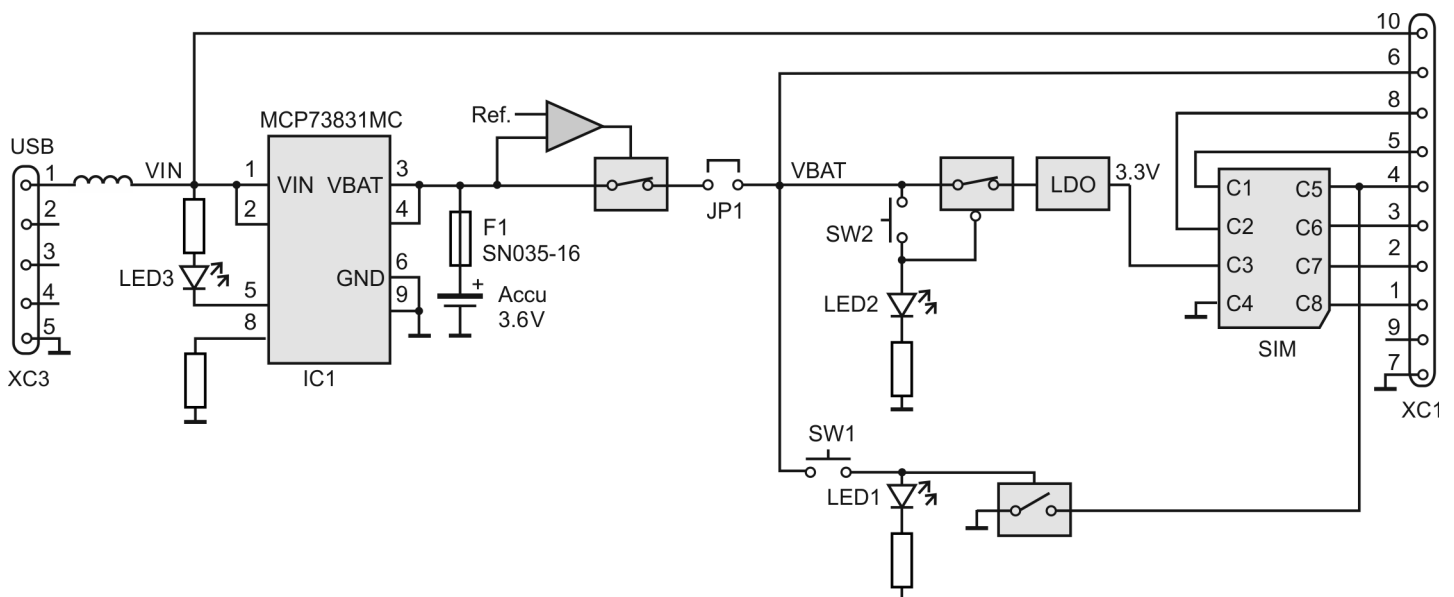 10
6
8
5
4
3
2
1
9
7
XC1
Ref.
MCP73831MC
USB
1
2
3
4
5
XC3
VIN
1
2
5
8
VIN VBAT
GND
3
4
6
9
IC1
LED3
F1
SN035-16
+
Accu
3.6V
JP1
VBAT
SW2
LED2
LDO
3.3V
C1 C5
C2 C6
C3 C7
C4 C8
SIM
SW1
LED1